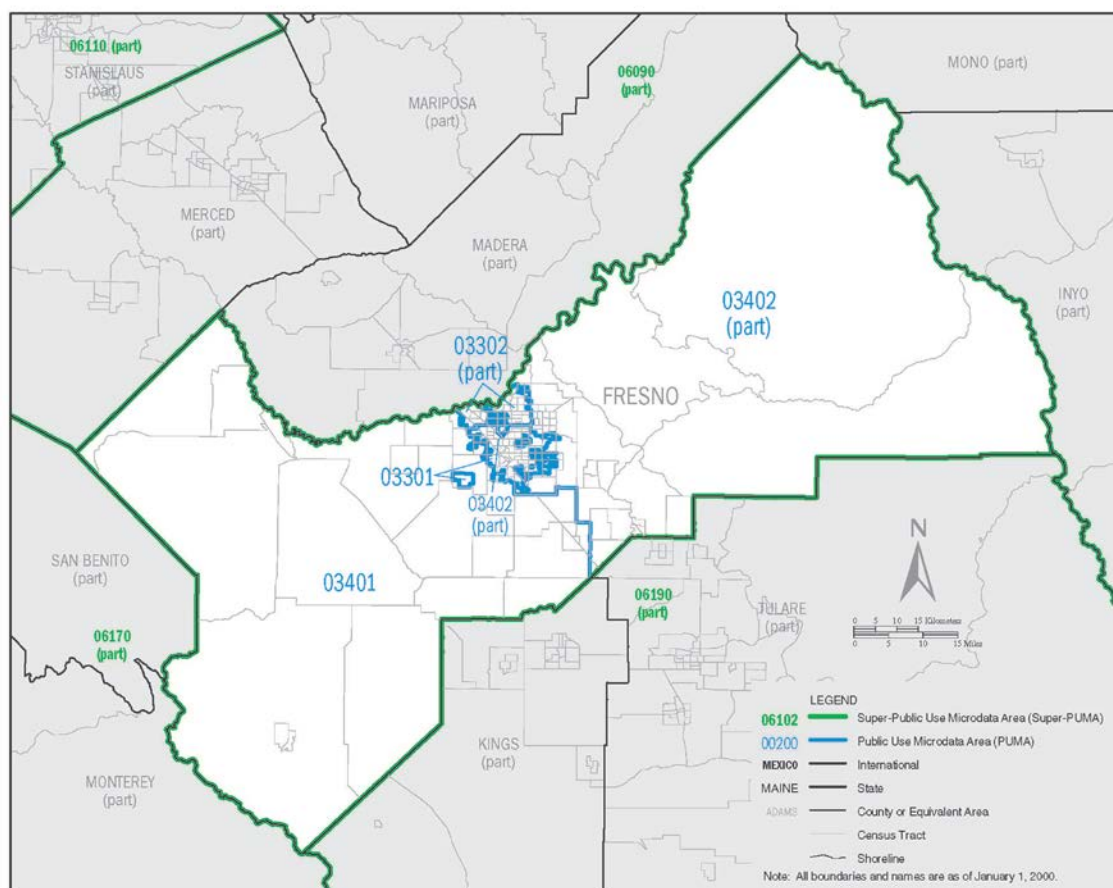 06110 (part)
STANISLAUS
(part)
MARIPOSA
(part)
06090
(part)
MONO (part)
MERCED
(part)
MADERA
(part)
INYO
(part)
03402
(part)
03302
(part)
FRESNO
03301
03402
(part)
SAN BENITO
(part)
03401
06170
(part)
06190
(part)
TULARE
(part)
N
0 5 10 15 Kilometers
0 5 10 15 Miles
MONTEREY
(part)
KINGS
(part)
LEGEND
06102 Super-Public Use Microdata Area (Super-PUMA)
00200 Public Use Microdata Area (PUMA)
MEXICO International
MAINE State
ADAMS County or Equivalent Area
Census Tract
Shoreline
Note: All boundaries and names are as of January 1, 2000.